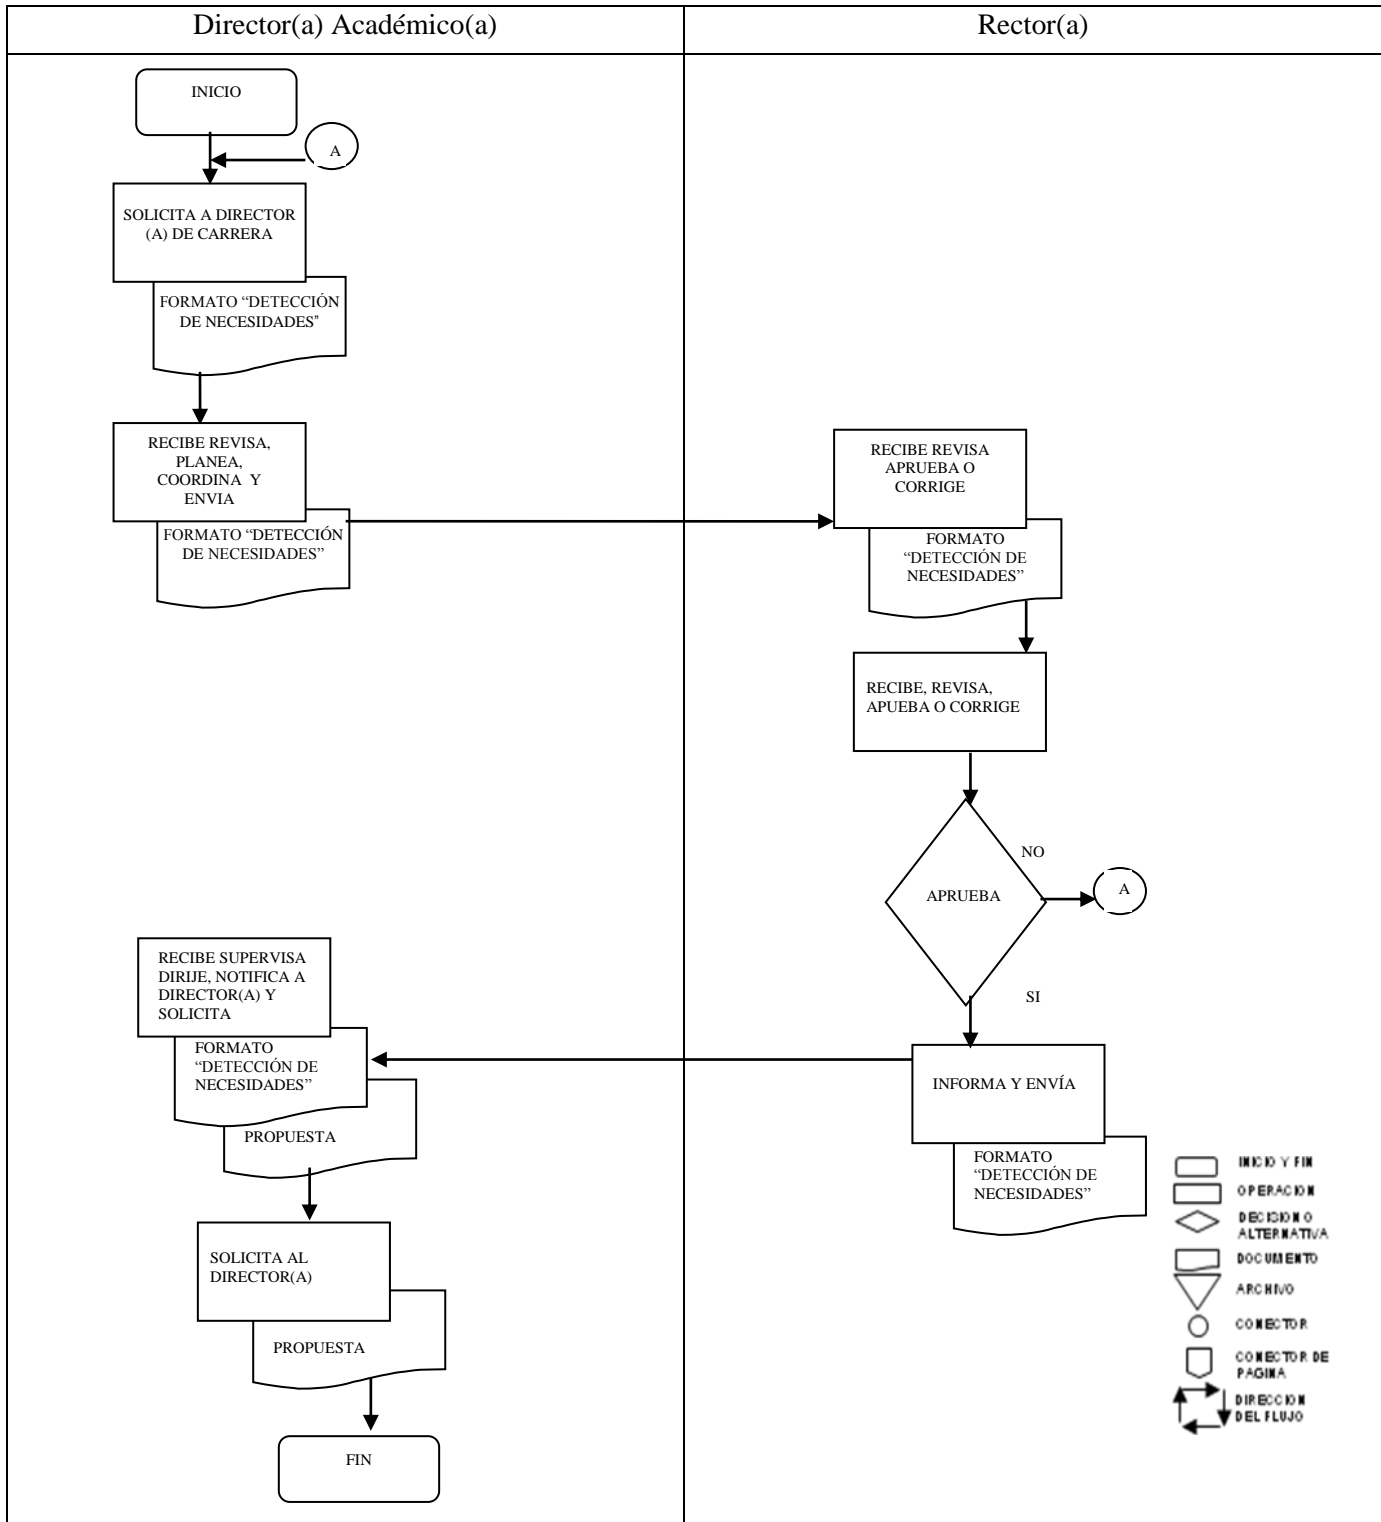 Director(a) Académico(a)
Rector(a)
INICIO
A
SOLICITA A DIRECTOR
(A) DE CARRERA
FORMATO “DETECCIÓN
DE NECESIDADES”
RECIBE REVISA,
PLANEA,
COORDINA Y
ENVIA
FORMATO “DETECCIÓN
DE NECESIDADES”
RECIBE REVISA
APRUEBA O
CORRIGE
FORMATO
“DETECCIÓN DE
NECESIDADES”
RECIBE, REVISA,
APUEBA O CORRIGE
NO
APRUEBA
A
SI
INFORMA Y ENVÍA
FORMATO
“DETECCIÓN DE
NECESIDADES”
RECIBE SUPERVISA
DIRIJE, NOTIFICA A
DIRECTOR(A) Y
SOLICITA
FORMATO
“DETECCIÓN DE
NECESIDADES”
PROPUESTA
SOLICITA AL
DIRECTOR(A)
PROPUESTA
FIN
INICIO Y FIN
OPERACION
DECISION O
ALTERNATIVA
DOCUMENTO
ARCHIVO
CONECTOR
CONECTOR DE
PAGINA
DIRECCION
DEL FLUJO